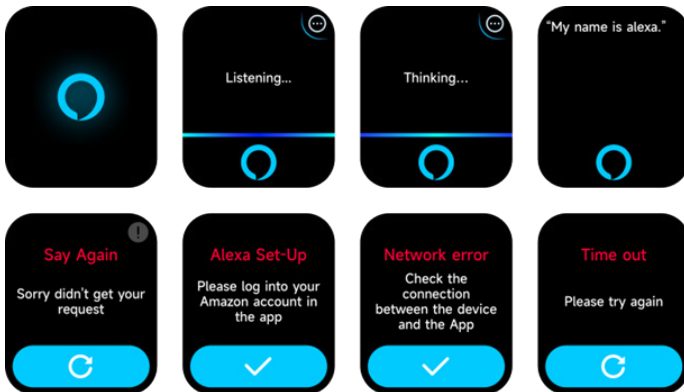 Listening...
Thinking...
"My name is alexa."
Say Again
Sorry didn't get your
request
Alexa Set-Up
Please log into your
Amazon account in
the app
Network error
Check the
connection
between the device
and the App
Time out
Please try again